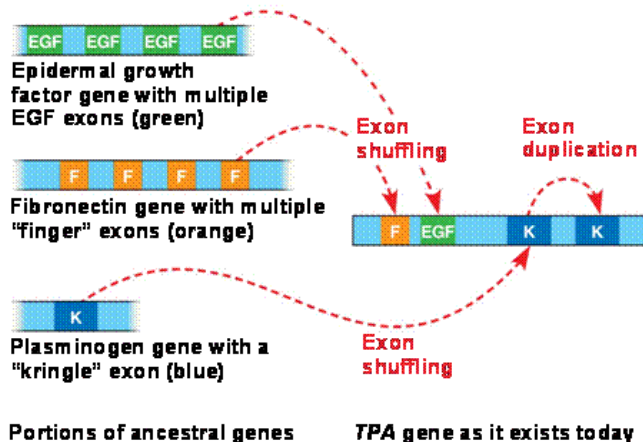 EGF EGF EGF EGF
Epidermal growth
factor gene with multiple
EGF exons (green)
Exon
shuffling
Exon
duplication
F F F F
Fibronectin gene with multiple
“finger” exons (orange)
F EGF K K
K
Plasminogen gene with a
“kringle” exon (blue)
Exon
shuffling
Portions of ancestral genes
TPA gene as it exists today